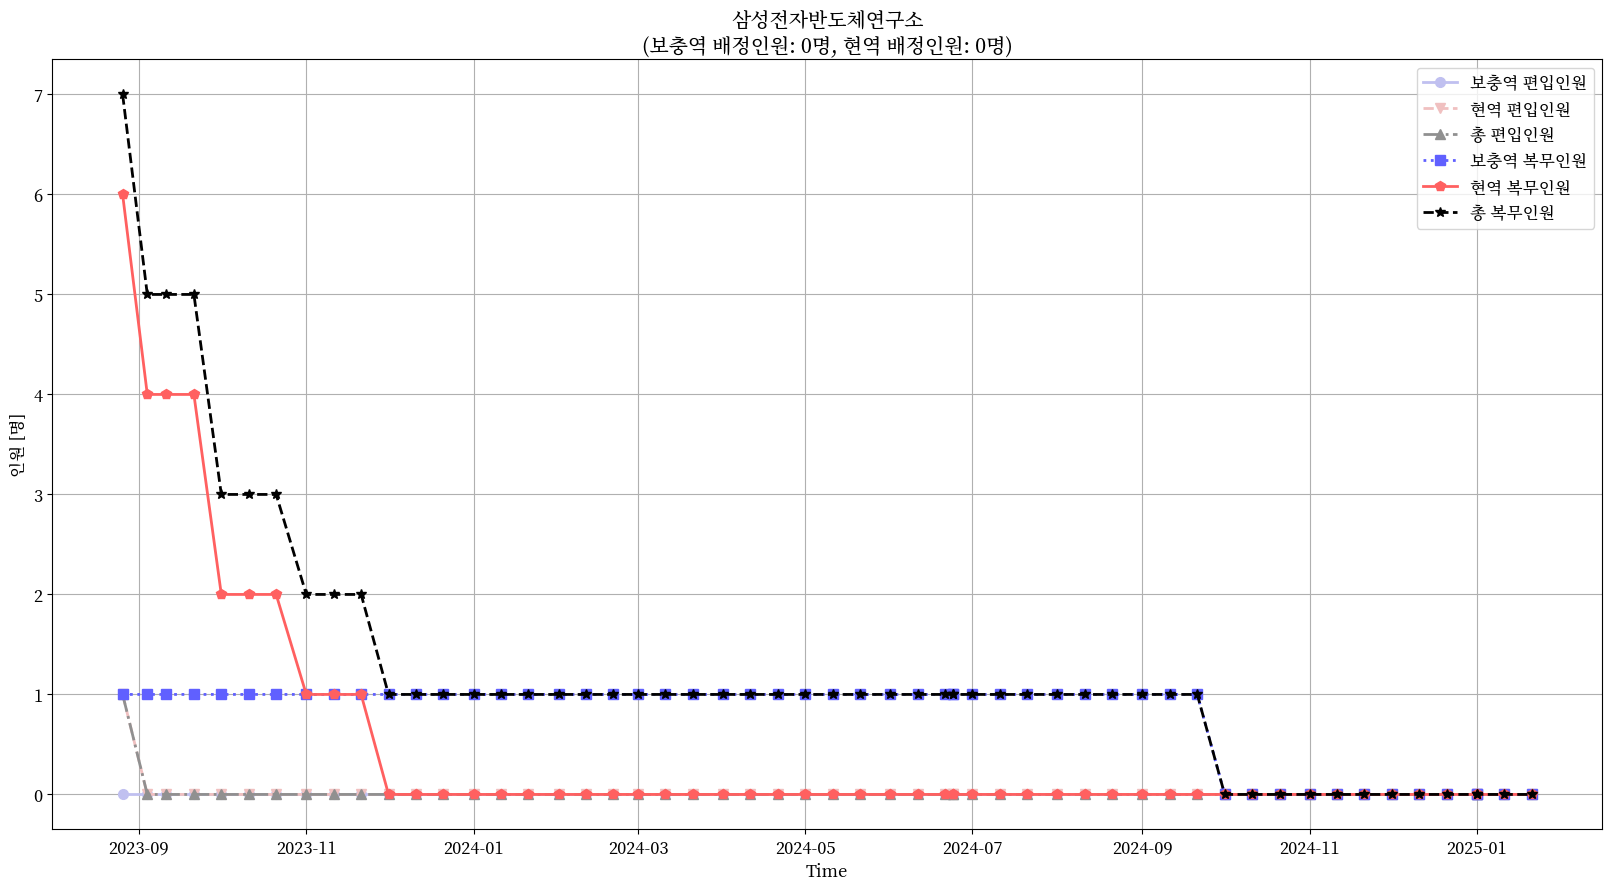 삼성전자반도체연구소
(보충역 배정인원: 0명, 현역 배정인원: 0명)
보충역 편입인원
현역 편입인원
총 편입인원
보충역 복무인원
현역 복무인원
총 복무인원
인원 [명]
7
6
5
4
3
2
1
0
2023-09
2023-11
2024-01
2024-03
2024-05
2024-07
2024-09
2024-11
2025-01
Time